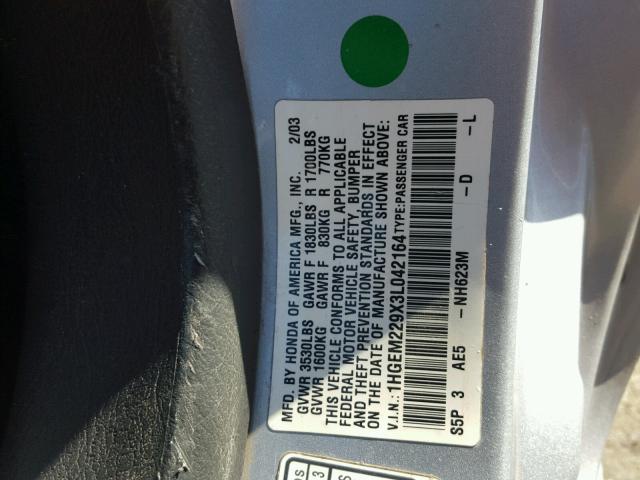 MFD. BY HONDA OF AMERICA MFG., INC. 2/03
GVWR 3530LBS GAWR F 1830LBS R 1700LBS
GVWR 1600KG GAWR F 830KG R 770KG
THIS VEHICLE CONFORMS TO ALL APPLICABLE
FEDERAL MOTOR VEHICLE SAFETY, BUMPER
AND THEFT PREVENTION STANDARDS IN EFFECT
ON THE DATE OF MANUFACTURE SHOWN ABOVE:
V.I.N.:1HGEM229X3L042164 TYPE:PASSENGER CAR
S5P 3 AE5 -NH623M -D -L
3